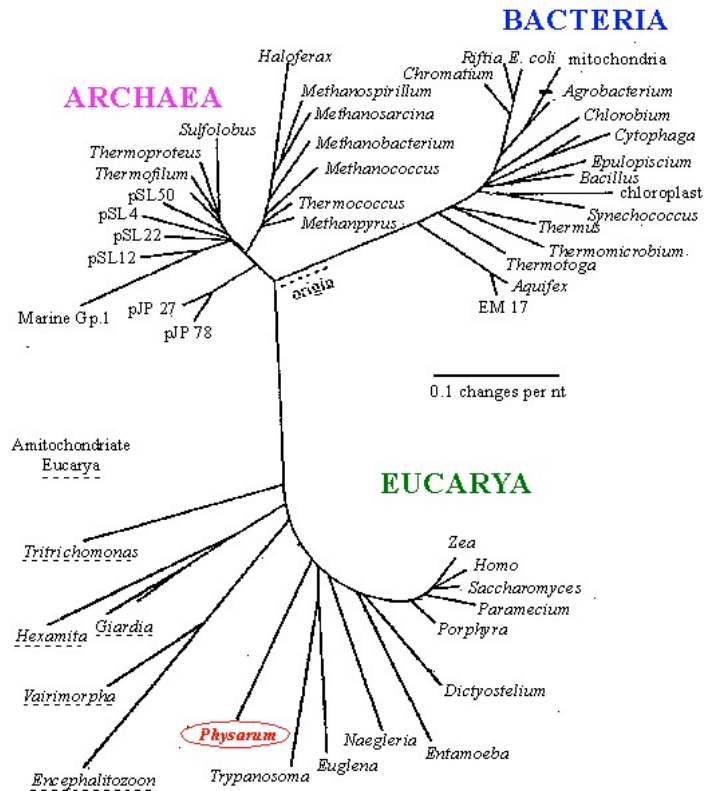 BACTERIA
ARCHAEA
Haloferax
Methanospirillum
Methanosarcina
Methanobacterium
Methanococcus
Thermococcus
Methanpyrus
Sulfolobus
Thermoproteus
Thermofilum
pSL50
pSL4
pSL22
pSL12
Marine Gp.1
pJP 27
pJP 78
origin
Riftia
E. coli
mitochondria
Chromatium
Agrobacterium
Chlorobium
Cytophaga
Epulopiscium
Bacillus
chloroplast
Synechococcus
Thermus
Thermomicrobium
Thermotoga
Aquifex
EM 17
0.1 changes per nt
Amitochondriate
Eucarya
EUCARYA
Tritrichomonas
Hexamita
Giardia
Vairimorpha
Encephalitozoon
Physarum
Trypanosoma
Euglena
Naegleria
Entamoeba
Dictyostelium
Zea
Homo
Saccharomyces
Paramecium
Porphyra